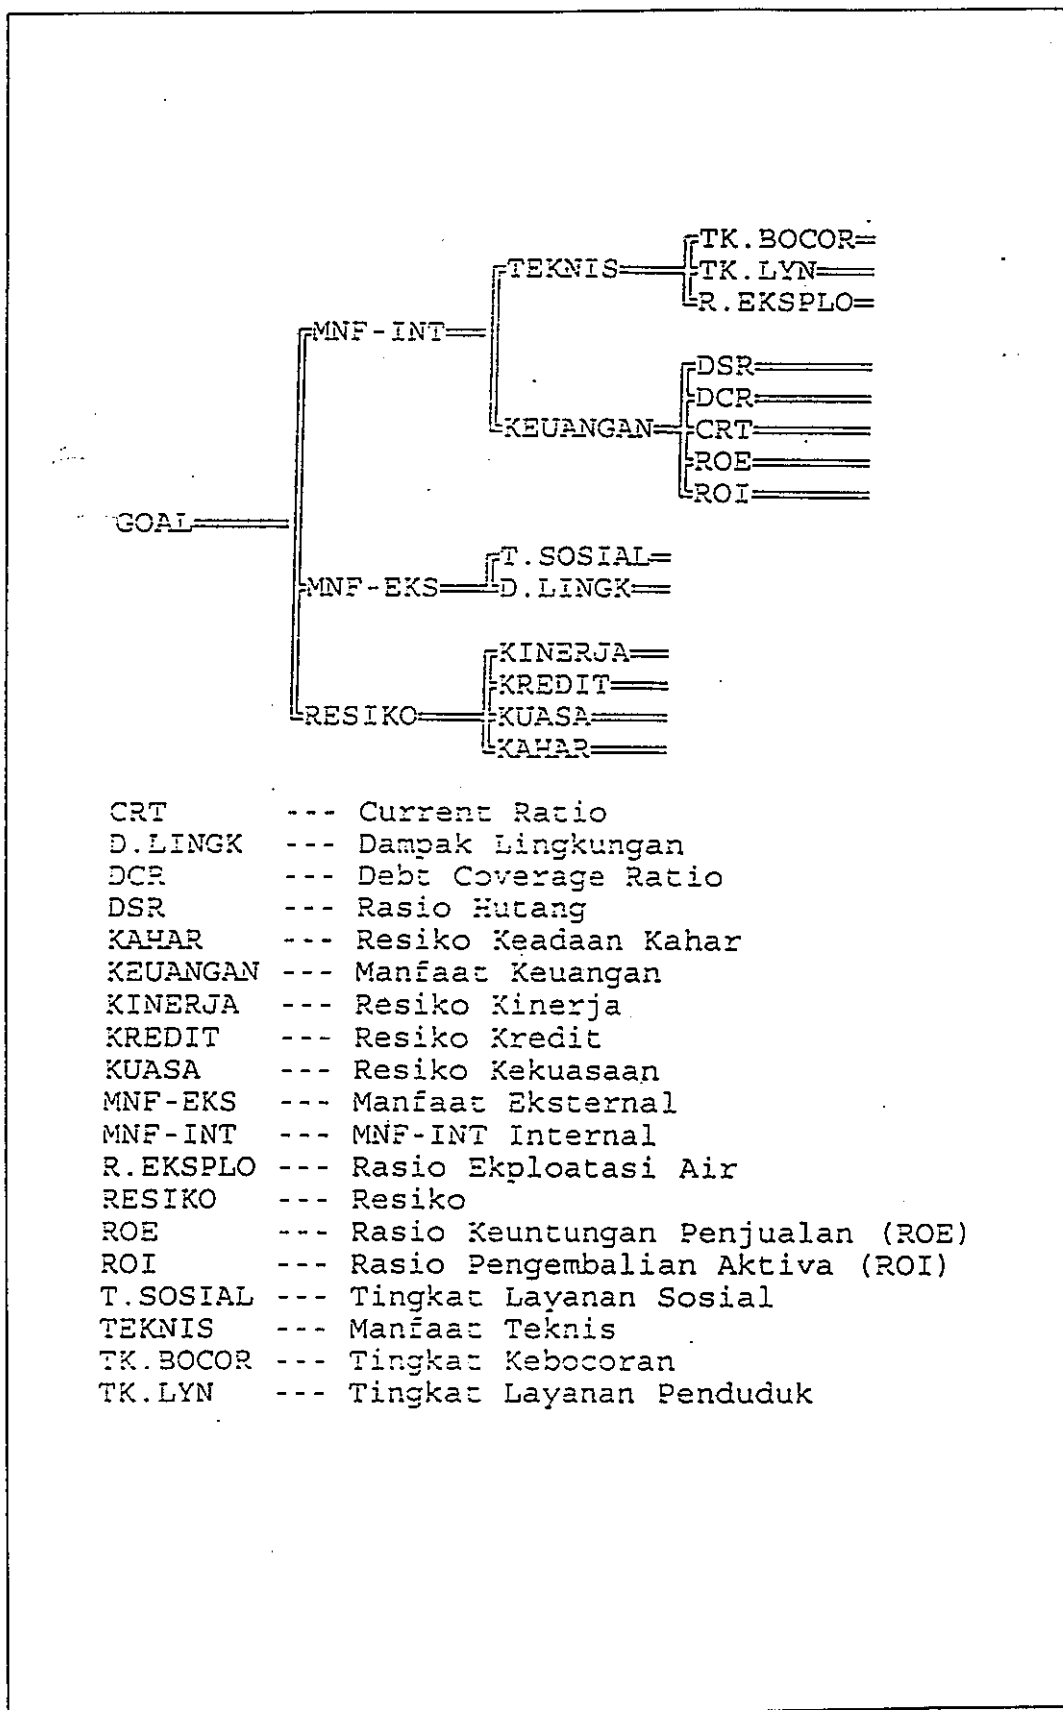 TK.BOCOR
TEKNIS TK.LYN
R.EKSPLO
MNF-INT
DSR
DCR
KEUANGAN CRT
ROE
ROI
GOAL
T.SOSIAL
MNF-EKS D.LINGK
KINERJA
KREDIT
RESIKO KUASA
KAHAR
CRT --- Current Ratio
D.LINGK --- Dampak Lingkungan
DCR --- Debt Coverage Ratio
DSR --- Rasio Hutang
KAHAR --- Resiko Keadaan Kahar
KEUANGAN --- Manfaat Keuangan
KINERJA --- Resiko Kinerja
KREDIT --- Resiko Kredit
KUASA --- Resiko Kekuasaan
MNF-EKS --- Manfaat Eksternal
MNF-INT --- MNF-INT Internal
R.EKSPLO --- Rasio Ekploatasi Air
RESIKO --- Resiko
ROE --- Rasio Keuntungan Penjualan (ROE)
ROI --- Rasio Pengembalian Aktiva (ROI)
T.SOSIAL --- Tingkat Layanan Sosial
TEKNIS --- Manfaat Teknis
TK.BOCOR --- Tingkat Kebocoran
TK.LYN --- Tingkat Layanan Penduduk